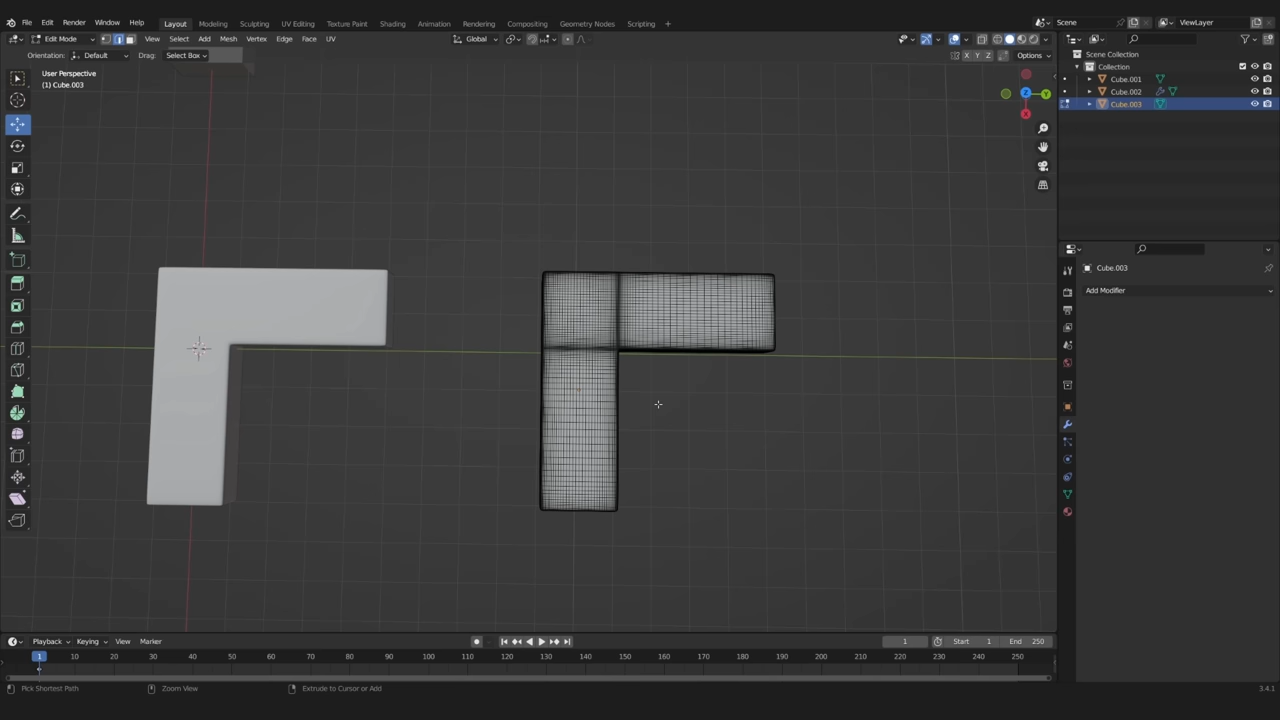 File Edit Render Window Help
Layout Modeling Sculpting UV Editing Texture Paint Shading Animation Rendering Compositing Geometry Nodes Scripting +
Scene
ViewLayer
Edit Mode
View Select Add Mesh Vertex Edge Face UV
Global
Orientation: Default Drag: Select Box
X Y Z Options
User Perspective
(1) Cube.003
Z Y X
Scene Collection
Collection
Cube.001
Cube.002
Cube.003
Cube.003
Add Modifier
Playback Keying View Marker
1 Start 1 End 250
1 10 20 30 40 50 60 70 80 90 100 110 120 130 140 150 160 170 180 190 200 210 220 230 240 250
Pick Shortest Path Zoom View Extrude to Cursor or Add 3.4.1